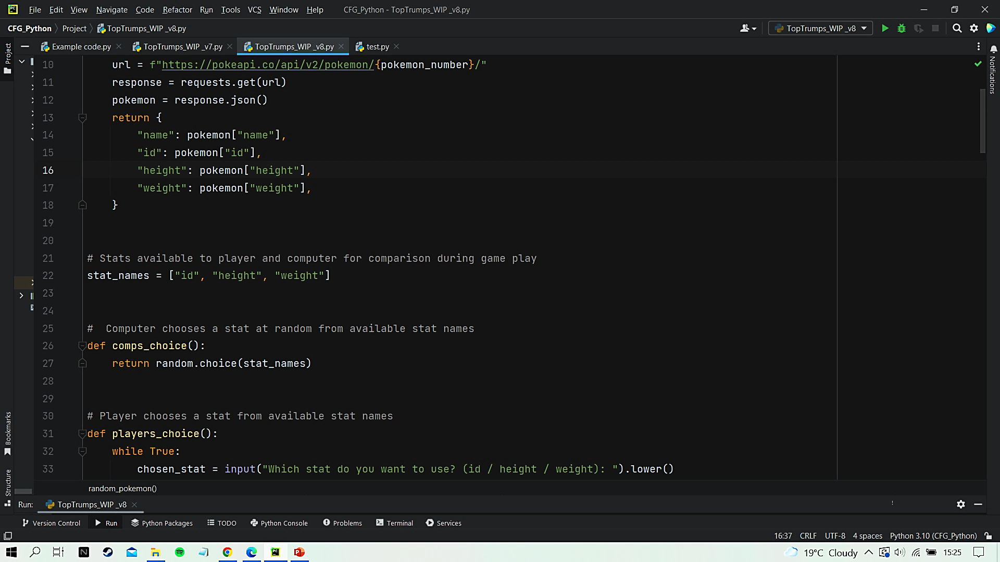 File Edit View Navigate Code Refactor Run Tools VCS Window Help CFG_Python - TopTrumps_WIP _v8.py
CFG_Python Project TopTrumps_WIP _v8.py TopTrumps_WIP _v8
Project
Example code.py TopTrumps_WIP _v7.py TopTrumps_WIP _v8.py test.py
Notifications
10 url = f"https://pokeapi.co/api/v2/pokemon/{pokemon_number}/"
11 response = requests.get(url)
12 pokemon = response.json()
13 return {
14 "name": pokemon["name"],
15 "id": pokemon["id"],
16 "height": pokemon["height"],
17 "weight": pokemon["weight"],
18 }
19
20
21 # Stats available to player and computer for comparison during game play
22 stat_names = ["id", "height", "weight"]
23
24
25 #  Computer chooses a stat at random from available stat names
26 def comps_choice():
27 return random.choice(stat_names)
28
29
30 # Player chooses a stat from available stat names
31 def players_choice():
32 while True:
33 chosen_stat = input("Which stat do you want to use? (id / height / weight): ").lower()
Bookmarks
Structure
random_pokemon()
Run: TopTrumps_WIP _v8
Version Control Run Python Packages TODO Python Console Problems Terminal Services
16:37 CRLF UTF-8 4 spaces Python 3.10 (CFG_Python)
19°C Cloudy 15:25